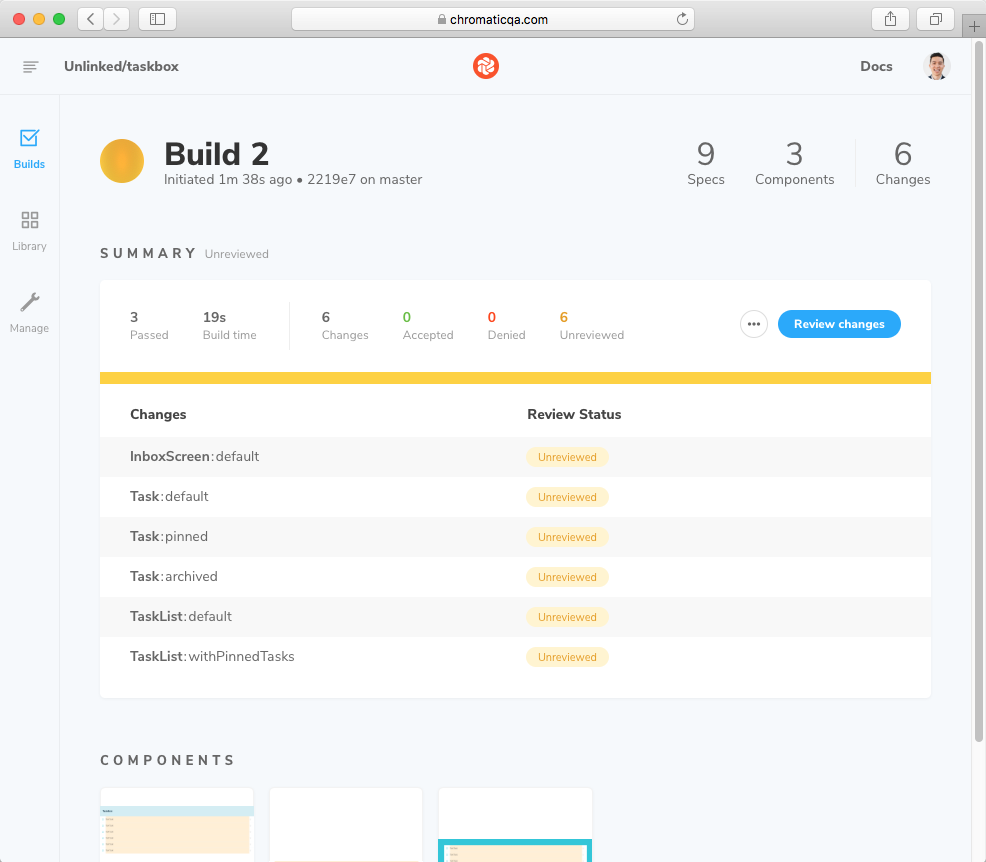 chromaticqa.com
Unlinked/taskbox
Docs
Builds
Library
Manage
Build 2
Initiated 1m 38s ago • 2219e7 on master
9 3 6
Specs Components Changes
SUMMARY Unreviewed
3 19s 6 0 0 6
Passed Build time Changes Accepted Denied Unreviewed
Review changes
Changes Review Status
InboxScreen:default Unreviewed
Task:default Unreviewed
Task:pinned Unreviewed
Task:archived Unreviewed
TaskList:default Unreviewed
TaskList:withPinnedTasks Unreviewed
COMPONENTS